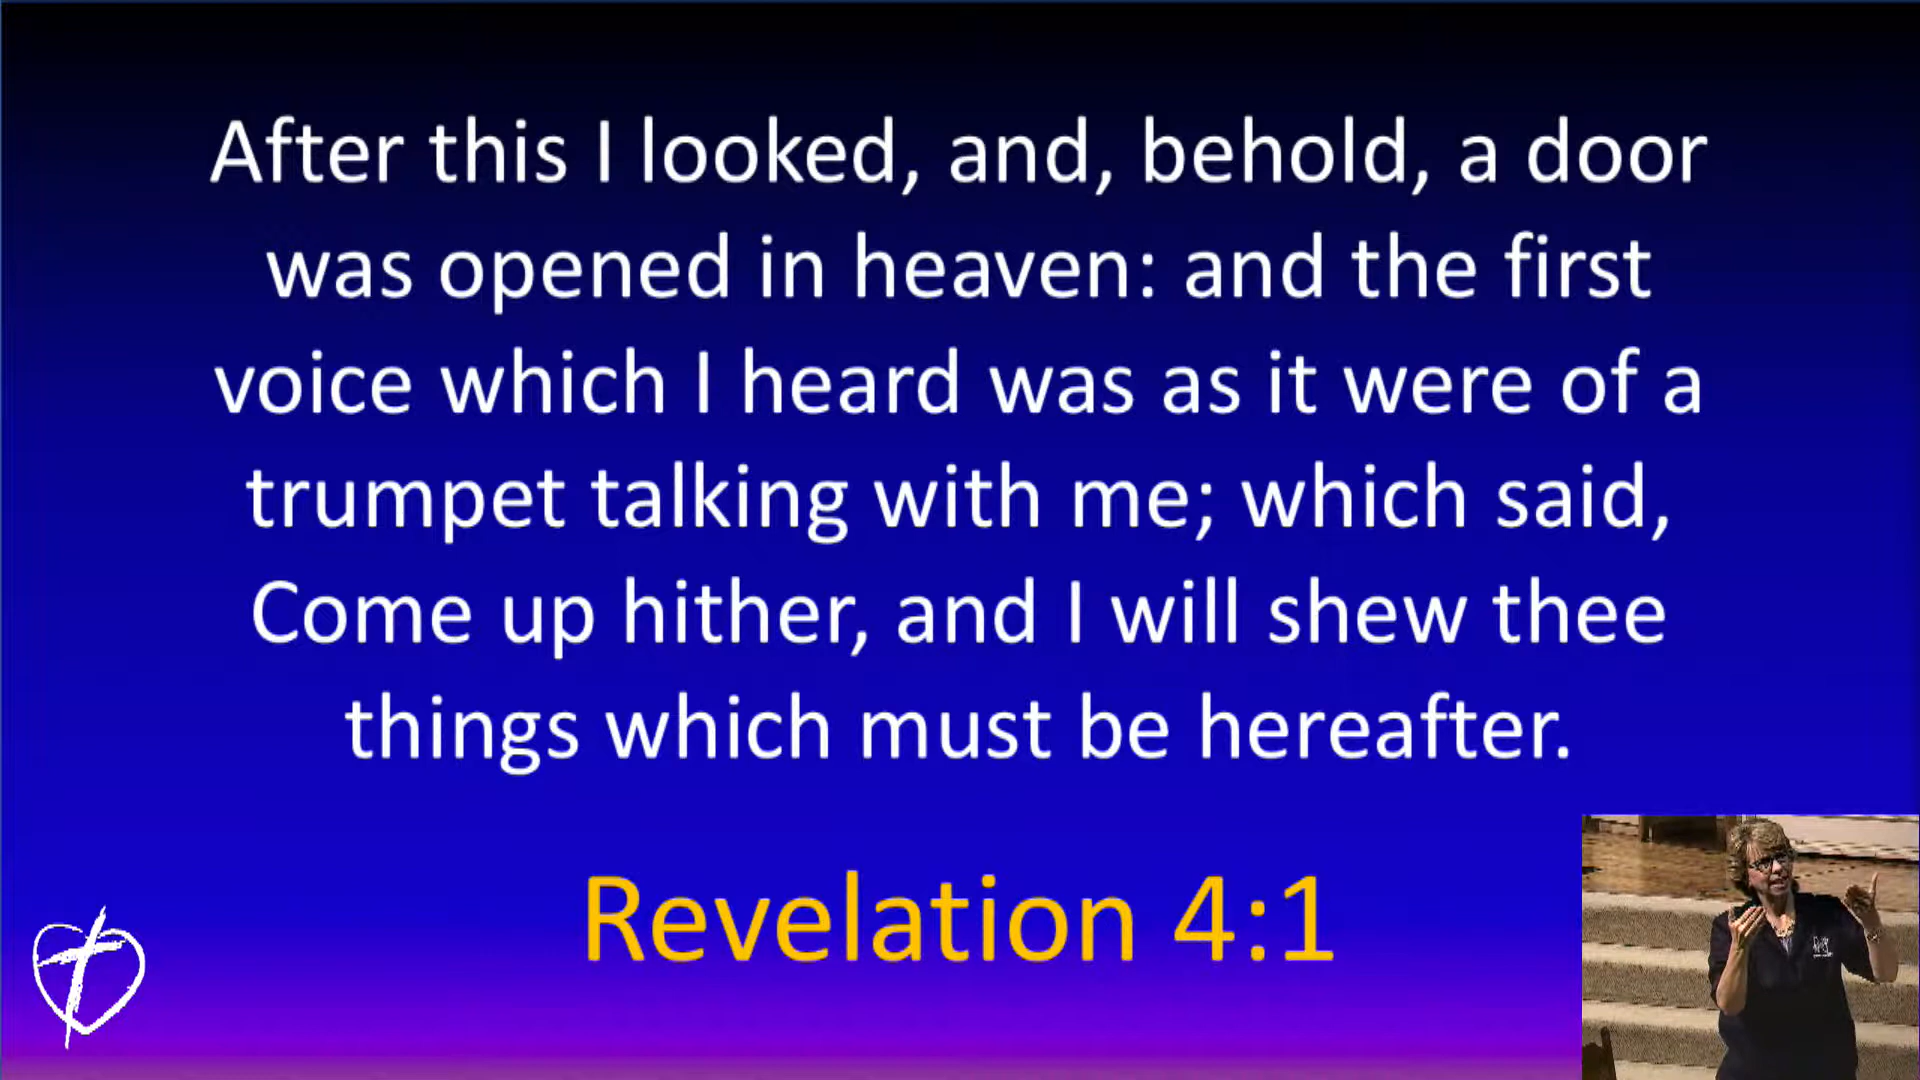 After this I looked, and, behold, a door
was opened in heaven: and the first
voice which I heard was as it were of a
trumpet talking with me; which said,
Come up hither, and I will shew thee
things which must be hereafter.
Revelation 4:1